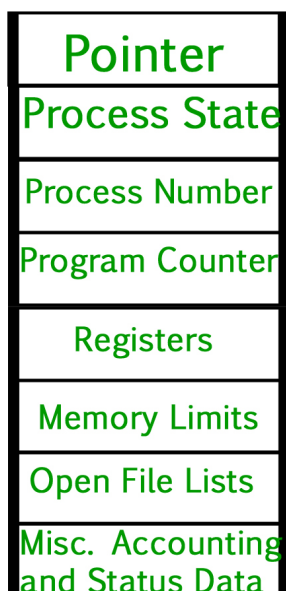 Pointer
Process State
Process Number
Program Counter
Registers
Memory Limits
Open File Lists
Misc. Accounting
and Status Data